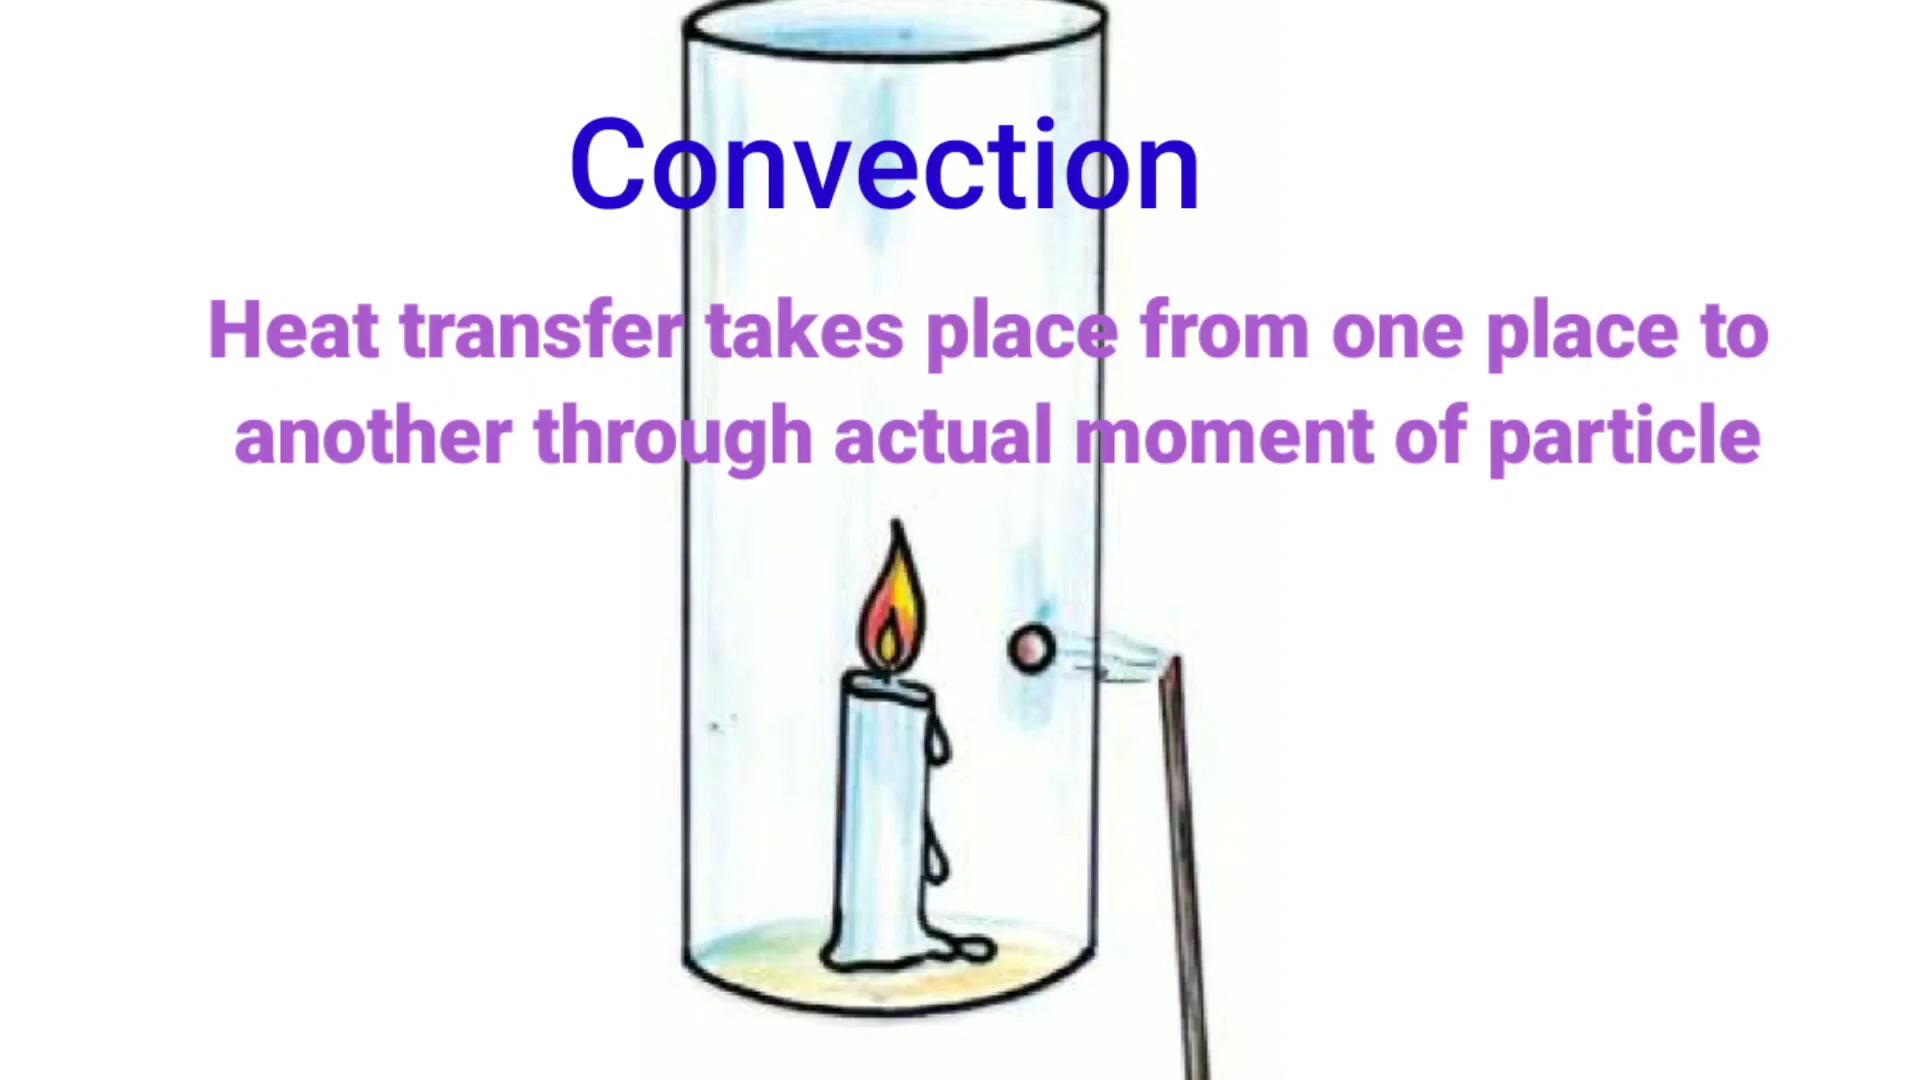 Convection
Heat transfer takes place from one place to
another through actual moment of particle